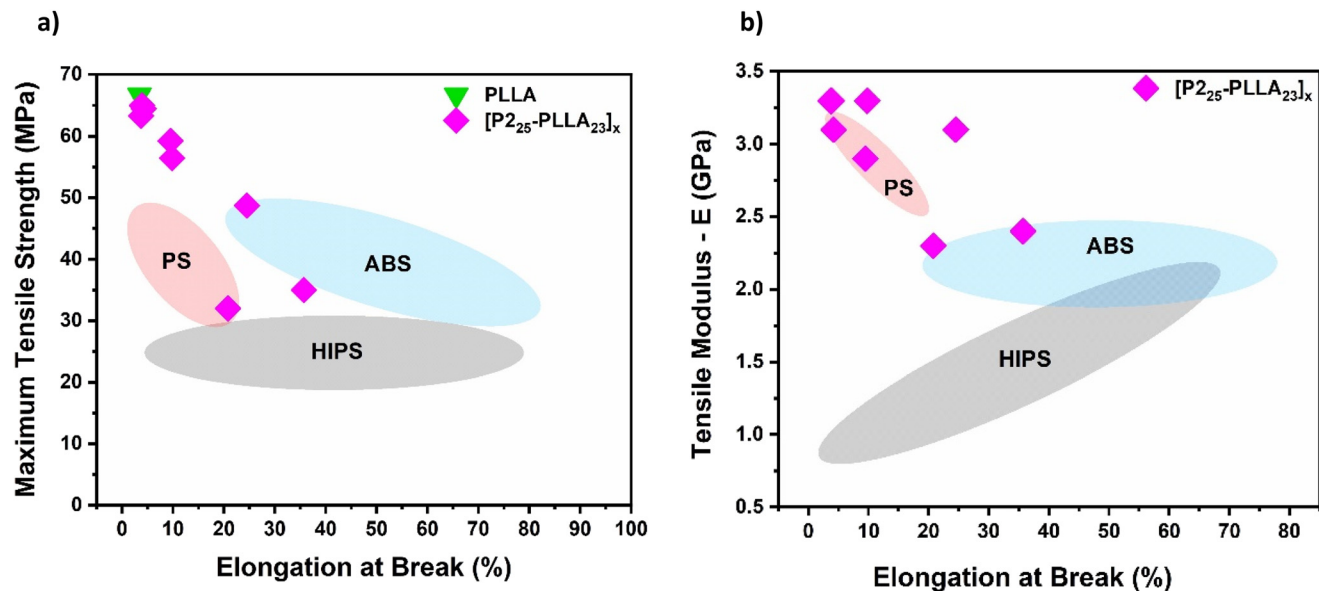 a)
Maximum Tensile Strength (MPa)
70
60
50
40
30
20
10
0
PLLA
[P2₂₅-PLLA₂₃]ₓ
PS
ABS
HIPS
0 10 20 30 40 50 60 70 80 90 100
Elongation at Break (%)
b)
Tensile Modulus - E (GPa)
3.5
3.0
2.5
2.0
1.5
1.0
0.5
[P2₂₅-PLLA₂₃]ₓ
PS
ABS
HIPS
0 10 20 30 40 50 60 70 80
Elongation at Break (%)